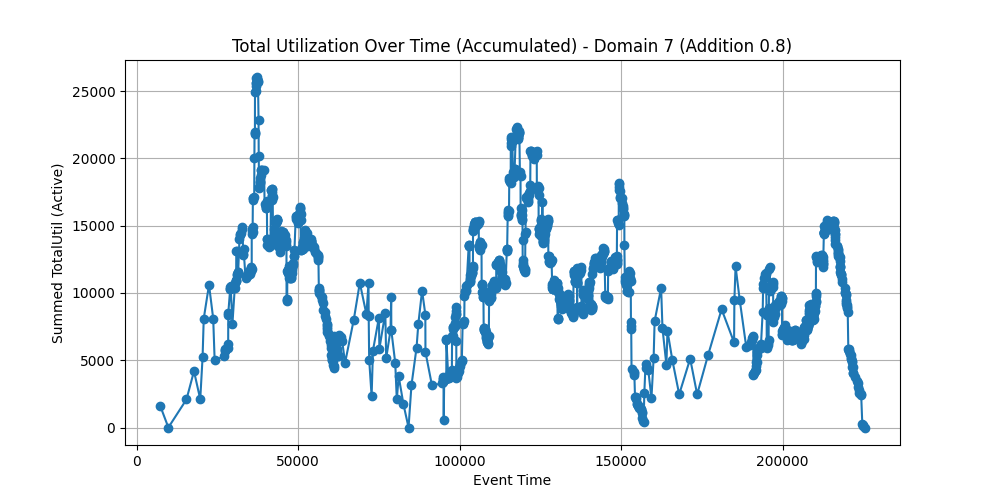 Total Utilization Over Time (Accumulated) - Domain 7 (Addition 0.8)
Summed TotalUtil (Active)
25000
20000
15000
10000
5000
0
0 50000 100000 150000 200000
Event Time